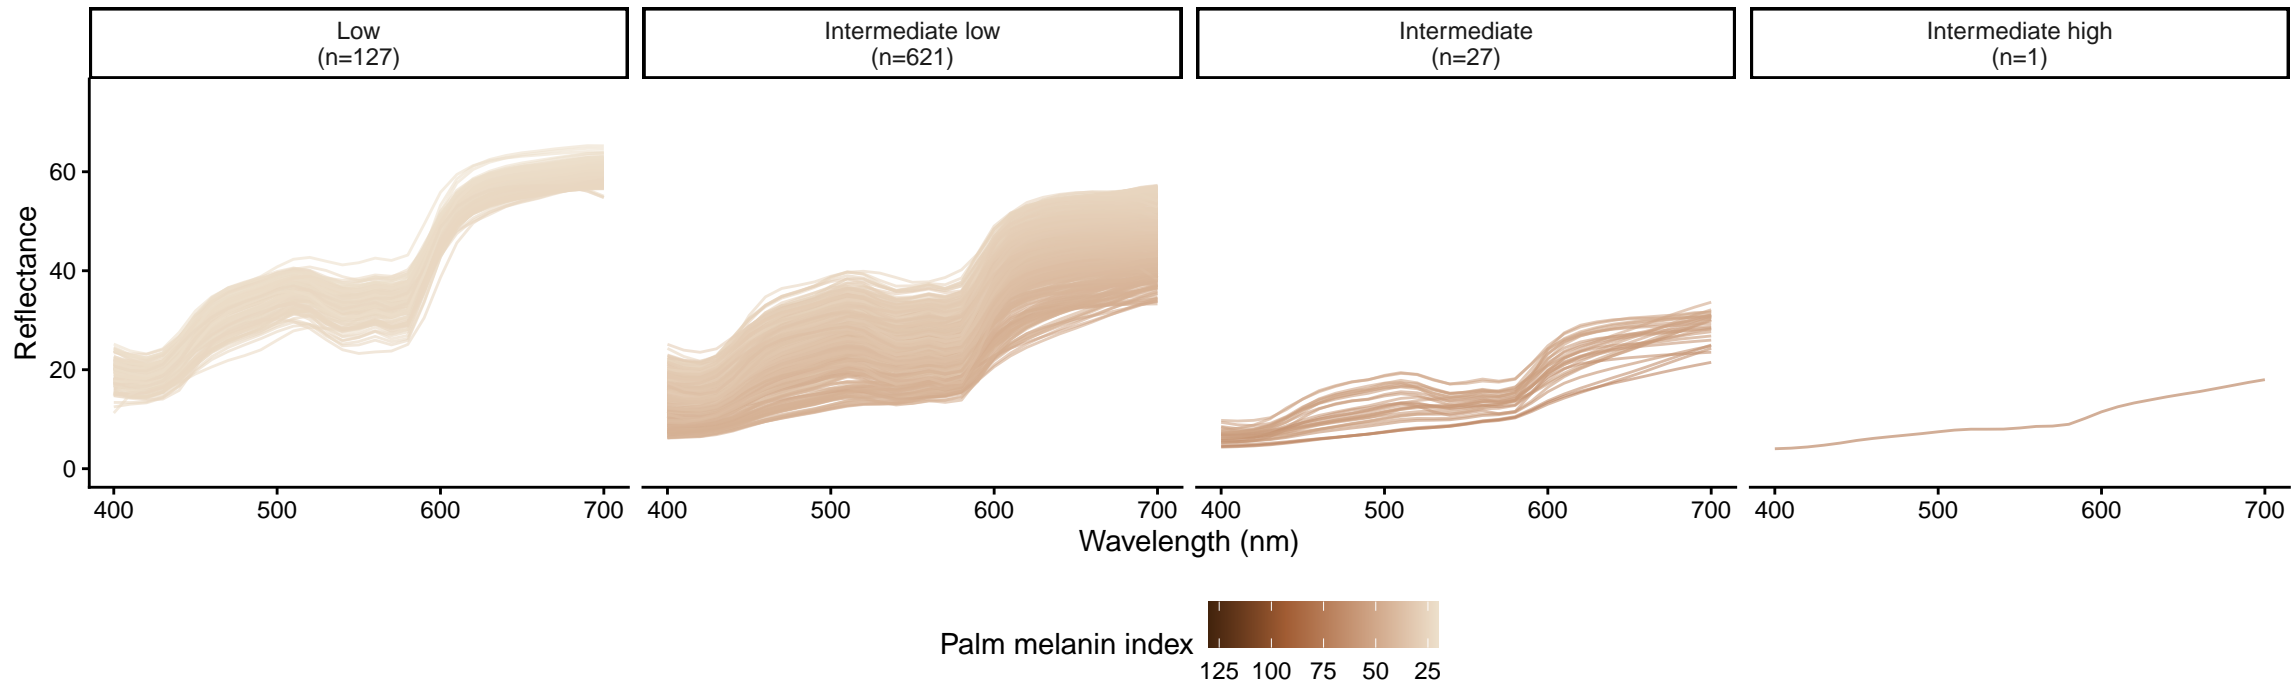 Low
(n=127)
Intermediate low
(n=621)
Intermediate
(n=27)
Intermediate high
(n=1)
Reflectance
60
40
20
0
400 500 600 700
400 500 600 700
400 500 600 700
400 500 600 700
Wavelength (nm)
Palm melanin index
125 100 75 50 25